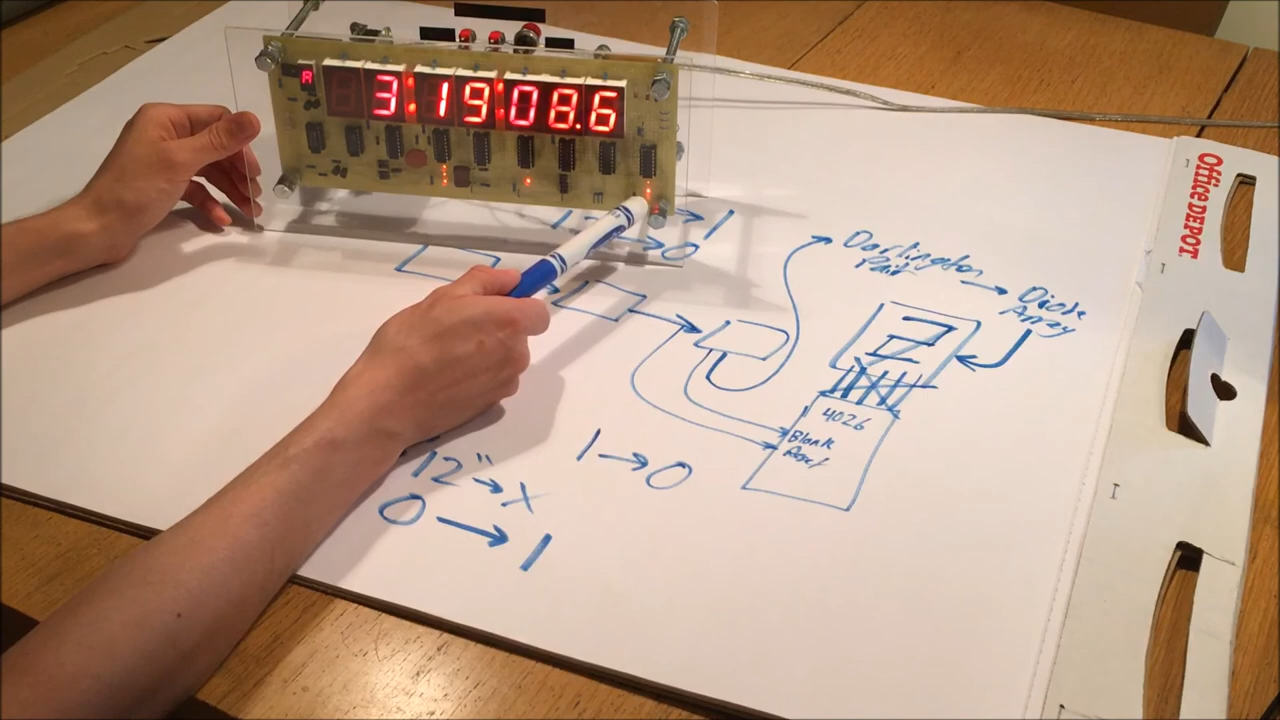 A 3:19:08.6
1 → 1
→ 0
Darlington
Pair → Diode
Array
4026
Blank
Reset
12" → X
0 → 1
1 → 0
Office DEPOT